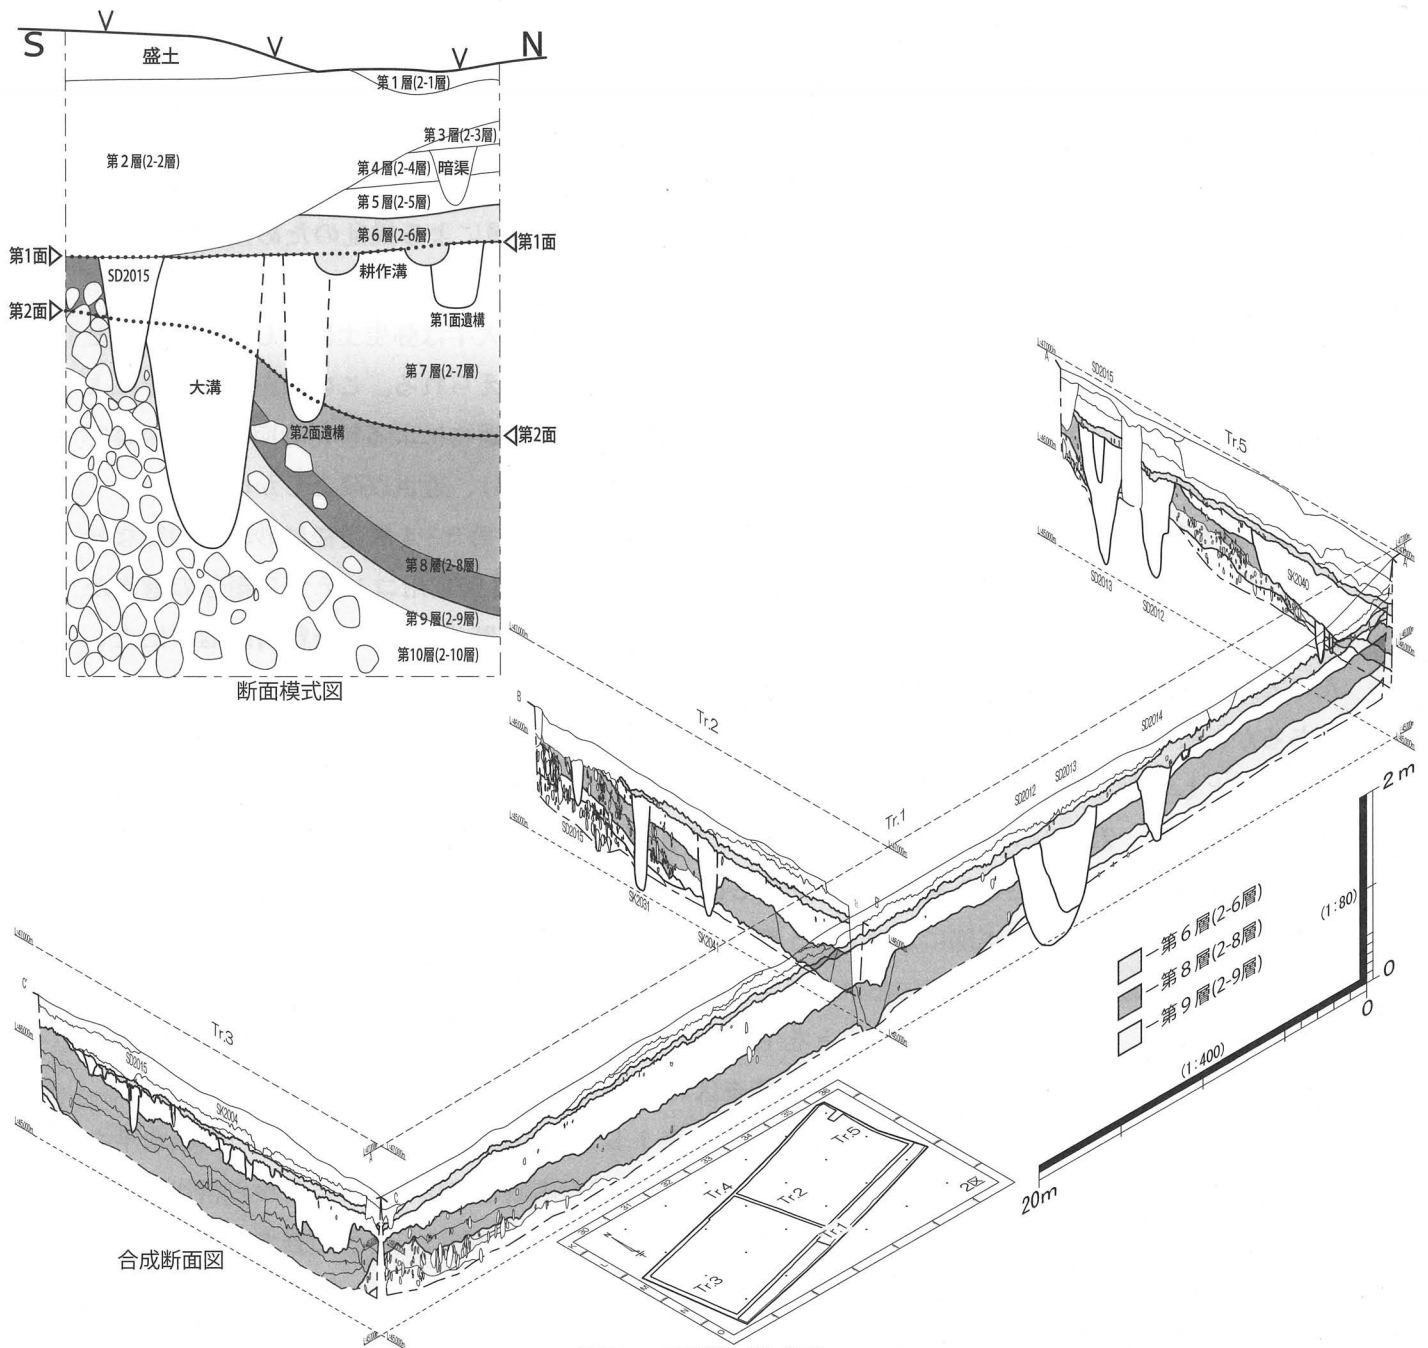 S
N
盛土
第1層(2-1層)
第3層(2-3層)
第2層(2-2層)
第4層(2-4層)
暗渠
第5層(2-5層)
第6層(2-6層)
第1面
第1面
SD2015
耕作溝
第2面
第1面遺構
第7層(2-7層)
大溝
第2面遺構
第2面
第8層(2-8層)
第9層(2-9層)
第10層(2-10層)
断面模式図
A
SD2015
Tr.5
SD2013
SD2012
SK2040
A'
B
Tr.2
SD2015
SK2031
SK2041
B'
Tr.1
SD2012
SD2013
SD2014
2m
(1:80)
0
0
第6層(2-6層)
第8層(2-8層)
第9層(2-9層)
(1:400)
20m
C'
Tr.3
SD2015
SK2004
C
合成断面図
Tr.5
Tr.4
Tr.2
Tr.1
Tr.3
2区
N